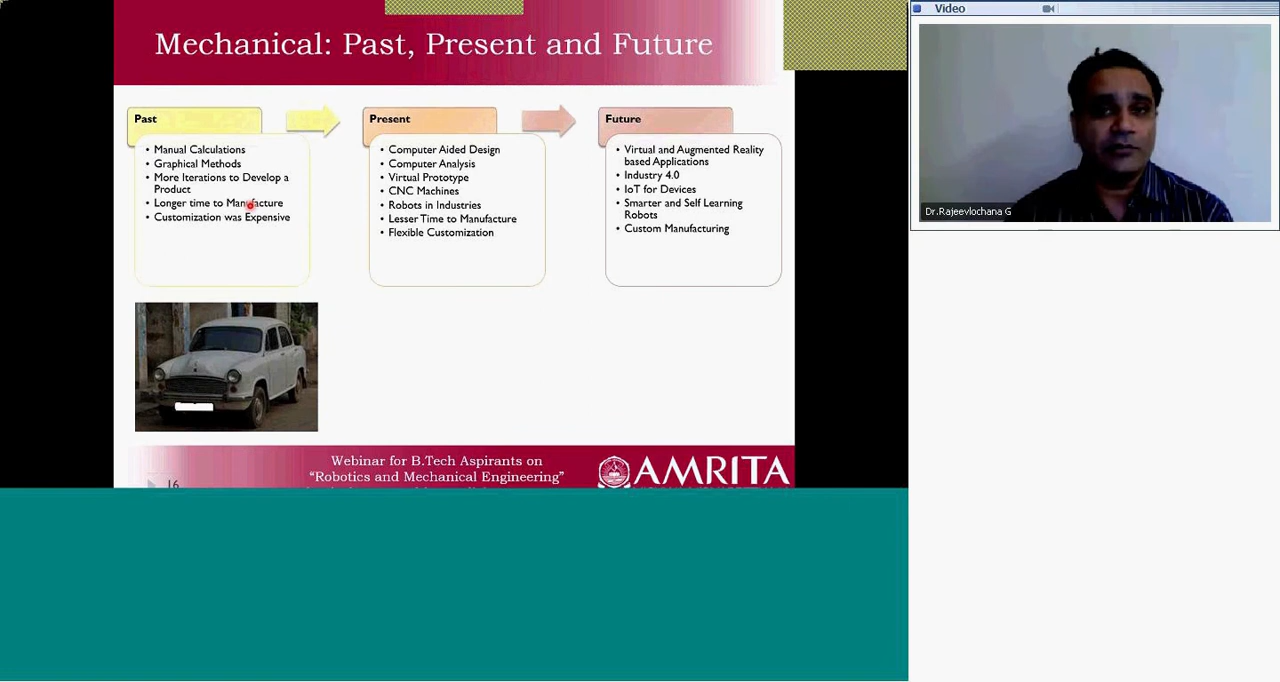 Mechanical: Past, Present and Future
Past
• Manual Calculations
• Graphical Methods
• More Iterations to Develop a
Product
• Longer time to Manufacture
• Customization was Expensive
Present
• Computer Aided Design
• Computer Analysis
• Virtual Prototype
• CNC Machines
• Robots in Industries
• Lesser Time to Manufacture
• Flexible Customization
Future
• Virtual and Augmented Reality
based Applications
• Industry 4.0
• IoT for Devices
• Smarter and Self Learning
Robots
• Custom Manufacturing
Webinar for B.Tech Aspirants on
“Robotics and Mechanical Engineering”
16
AMRITA
Video
Dr.Rajeevlochana G